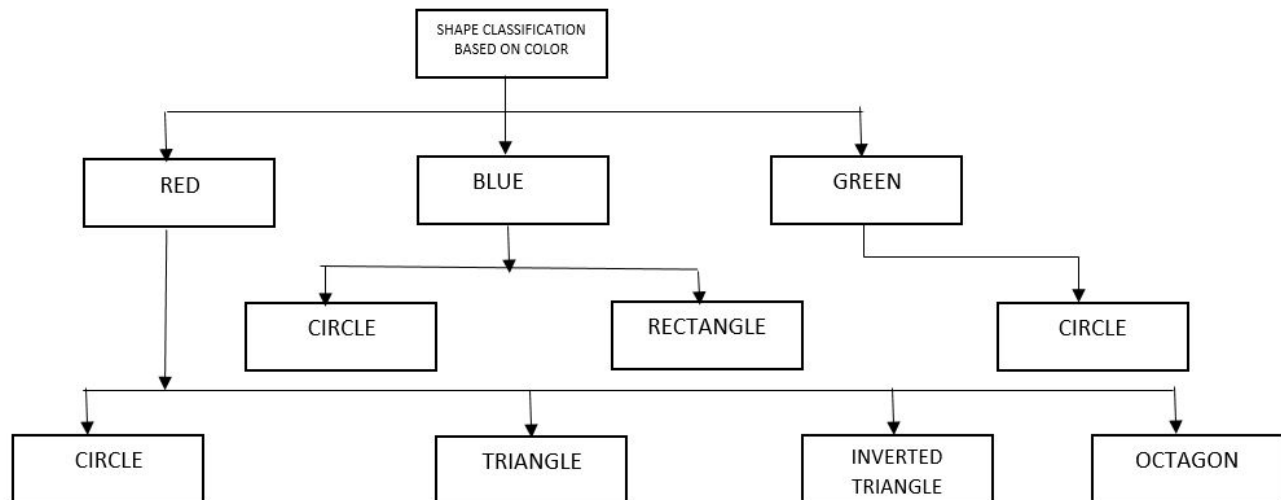 SHAPE CLASSIFICATION
BASED ON COLOR
RED
BLUE
GREEN
CIRCLE
RECTANGLE
CIRCLE
CIRCLE
TRIANGLE
INVERTED
TRIANGLE
OCTAGON